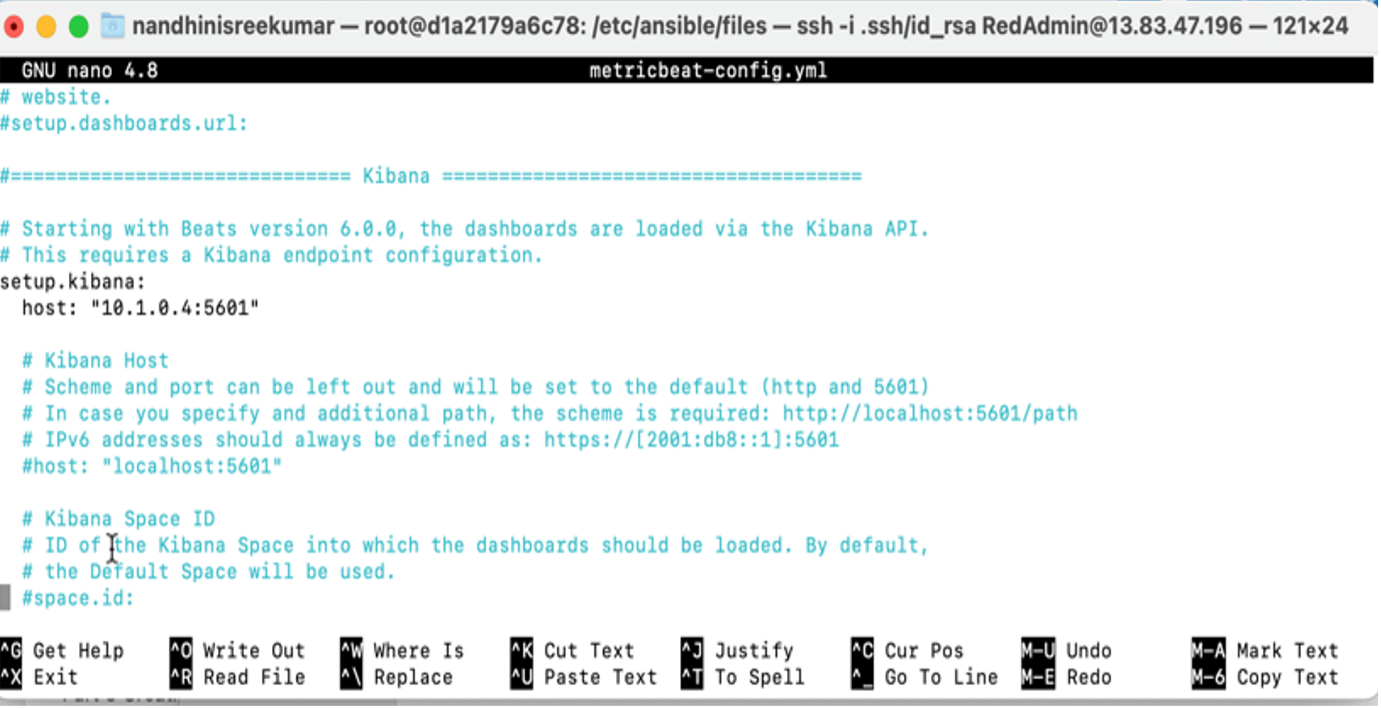 nandhinisreekumar — root@d1a2179a6c78: /etc/ansible/files — ssh -i .ssh/id_rsa RedAdmin@13.83.47.196 — 121×24
GNU nano 4.8 metricbeat-config.yml
# website.
#setup.dashboards.url:
#============================== Kibana =====================================
# Starting with Beats version 6.0.0, the dashboards are loaded via the Kibana API.
# This requires a Kibana endpoint configuration.
setup.kibana:
host: "10.1.0.4:5601"
# Kibana Host
# Scheme and port can be left out and will be set to the default (http and 5601)
# In case you specify and additional path, the scheme is required: http://localhost:5601/path
# IPv6 addresses should always be defined as: https://[2001:db8::1]:5601
#host: "localhost:5601"
# Kibana Space ID
# ID of the Kibana Space into which the dashboards should be loaded. By default,
# the Default Space will be used.
#space.id:
^G Get Help ^O Write Out ^W Where Is ^K Cut Text ^J Justify ^C Cur Pos M-U Undo M-A Mark Text
^X Exit ^R Read File ^\ Replace ^U Paste Text ^T To Spell ^_ Go To Line M-E Redo M-6 Copy Text